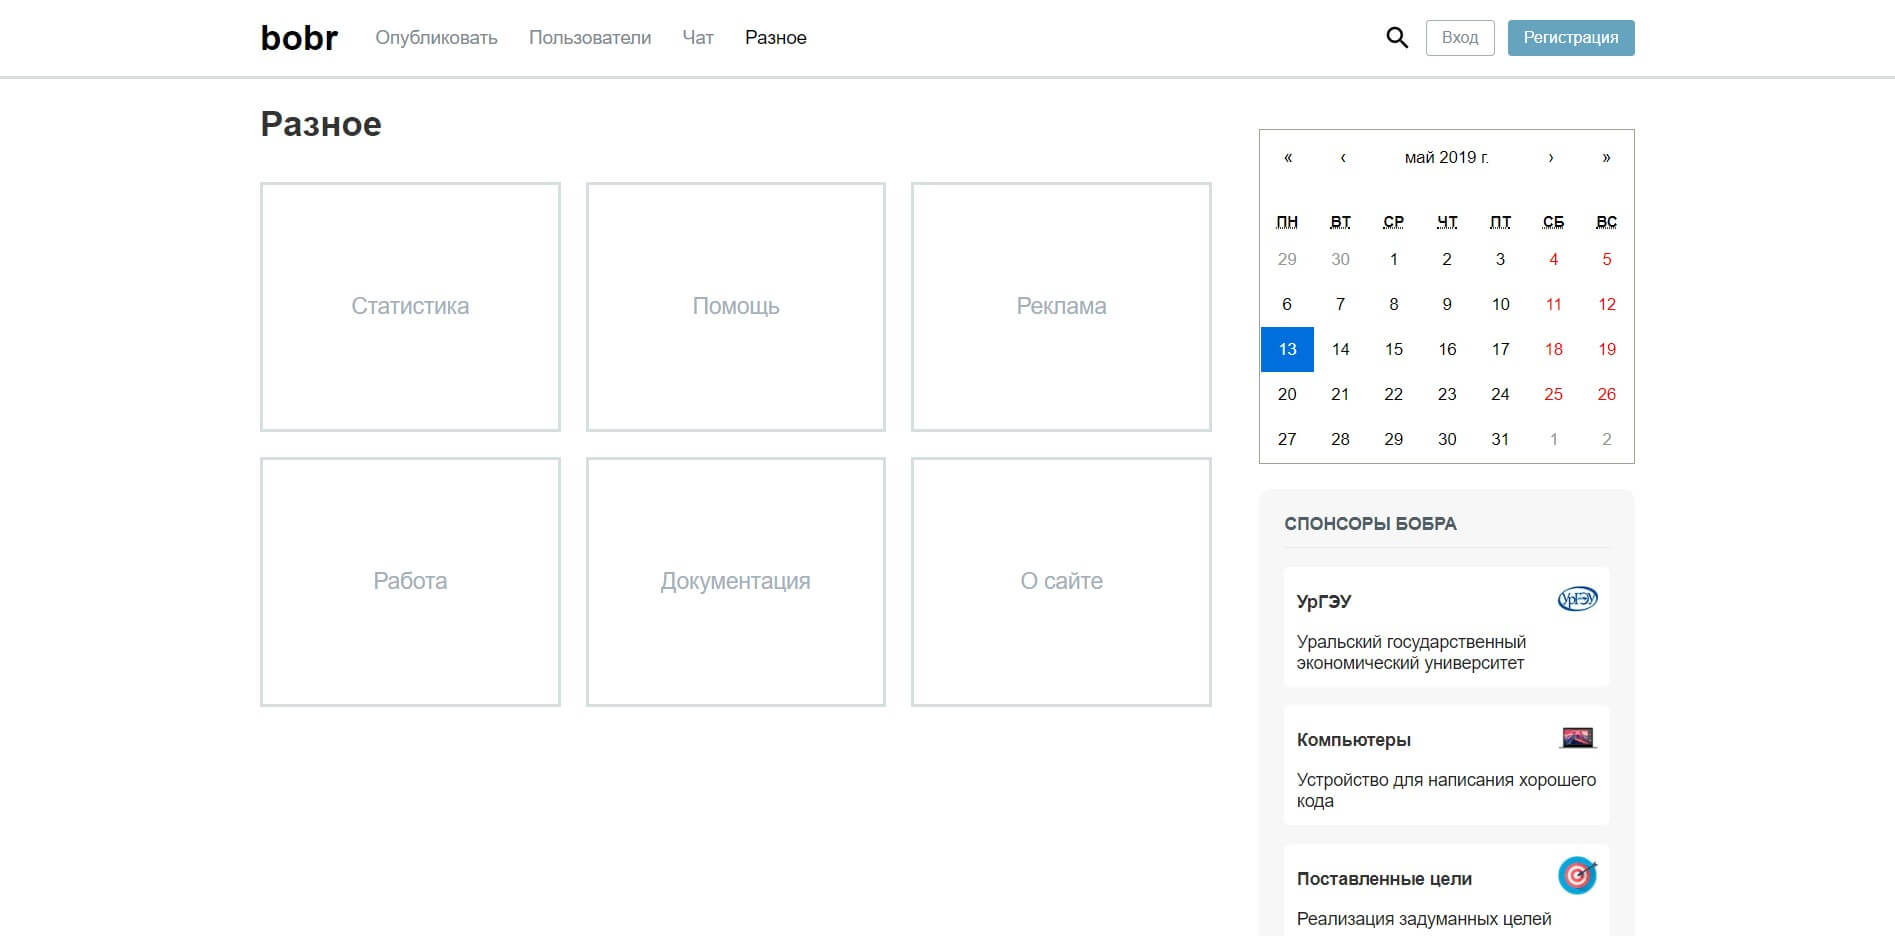 bobr Опубликовать Пользователи Чат Разное Вход Регистрация
Разное
Статистика Помощь Реклама
Работа Документация О сайте
« ‹ май 2019 г. › »
ПН ВТ СР ЧТ ПТ СБ ВС
29 30 1 2 3 4 5
6 7 8 9 10 11 12
13 14 15 16 17 18 19
20 21 22 23 24 25 26
27 28 29 30 31 1 2
СПОНСОРЫ БОБРА
УрГЭУ УрГЭУ
Уральский государственный
экономический университет
Компьютеры
Устройство для написания хорошего
кода
Поставленные цели
Реализация задуманных целей